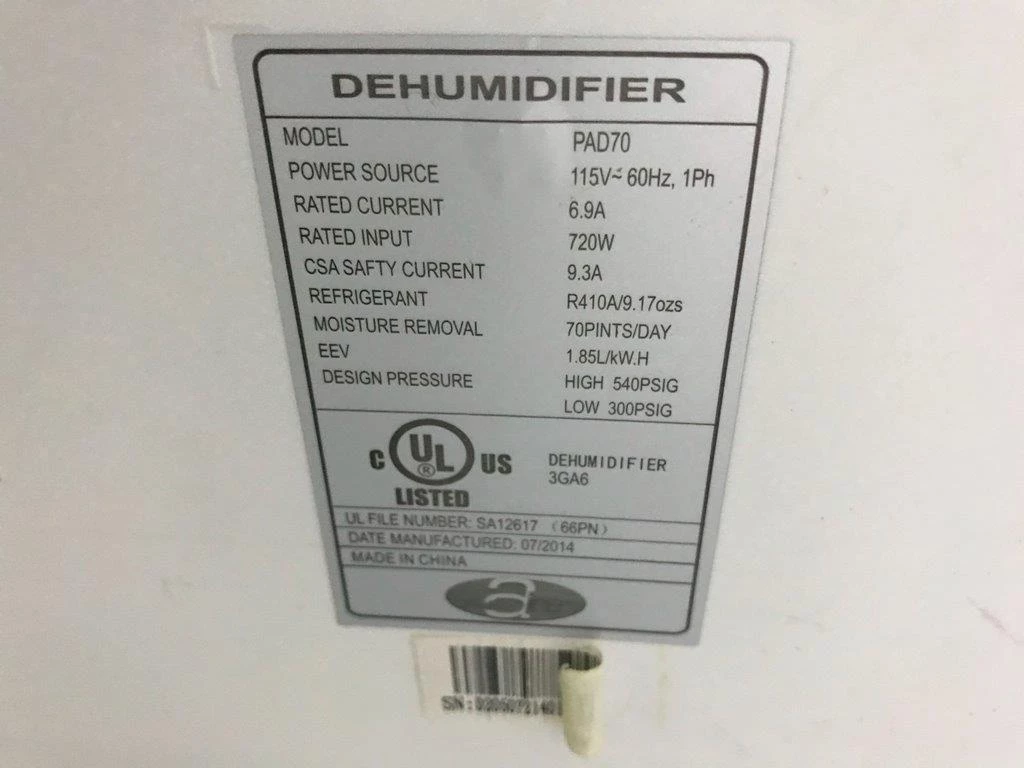 DEHUMIDIFIER
MODEL PAD70
POWER SOURCE 115V~ 60Hz, 1Ph
RATED CURRENT 6.9A
RATED INPUT 720W
CSA SAFTY CURRENT 9.3A
REFRIGERANT R410A/9.17ozs
MOISTURE REMOVAL 70PINTS/DAY
EEV 1.85L/kW.H
DESIGN PRESSURE HIGH 540PSIG
LOW 300PSIG
C UL® US DEHUMIDIFIER
3GA6
LISTED
UL FILE NUMBER: SA12617 (66PN)
DATE MANUFACTURED: 07/2014
MADE IN CHINA
a
SN: